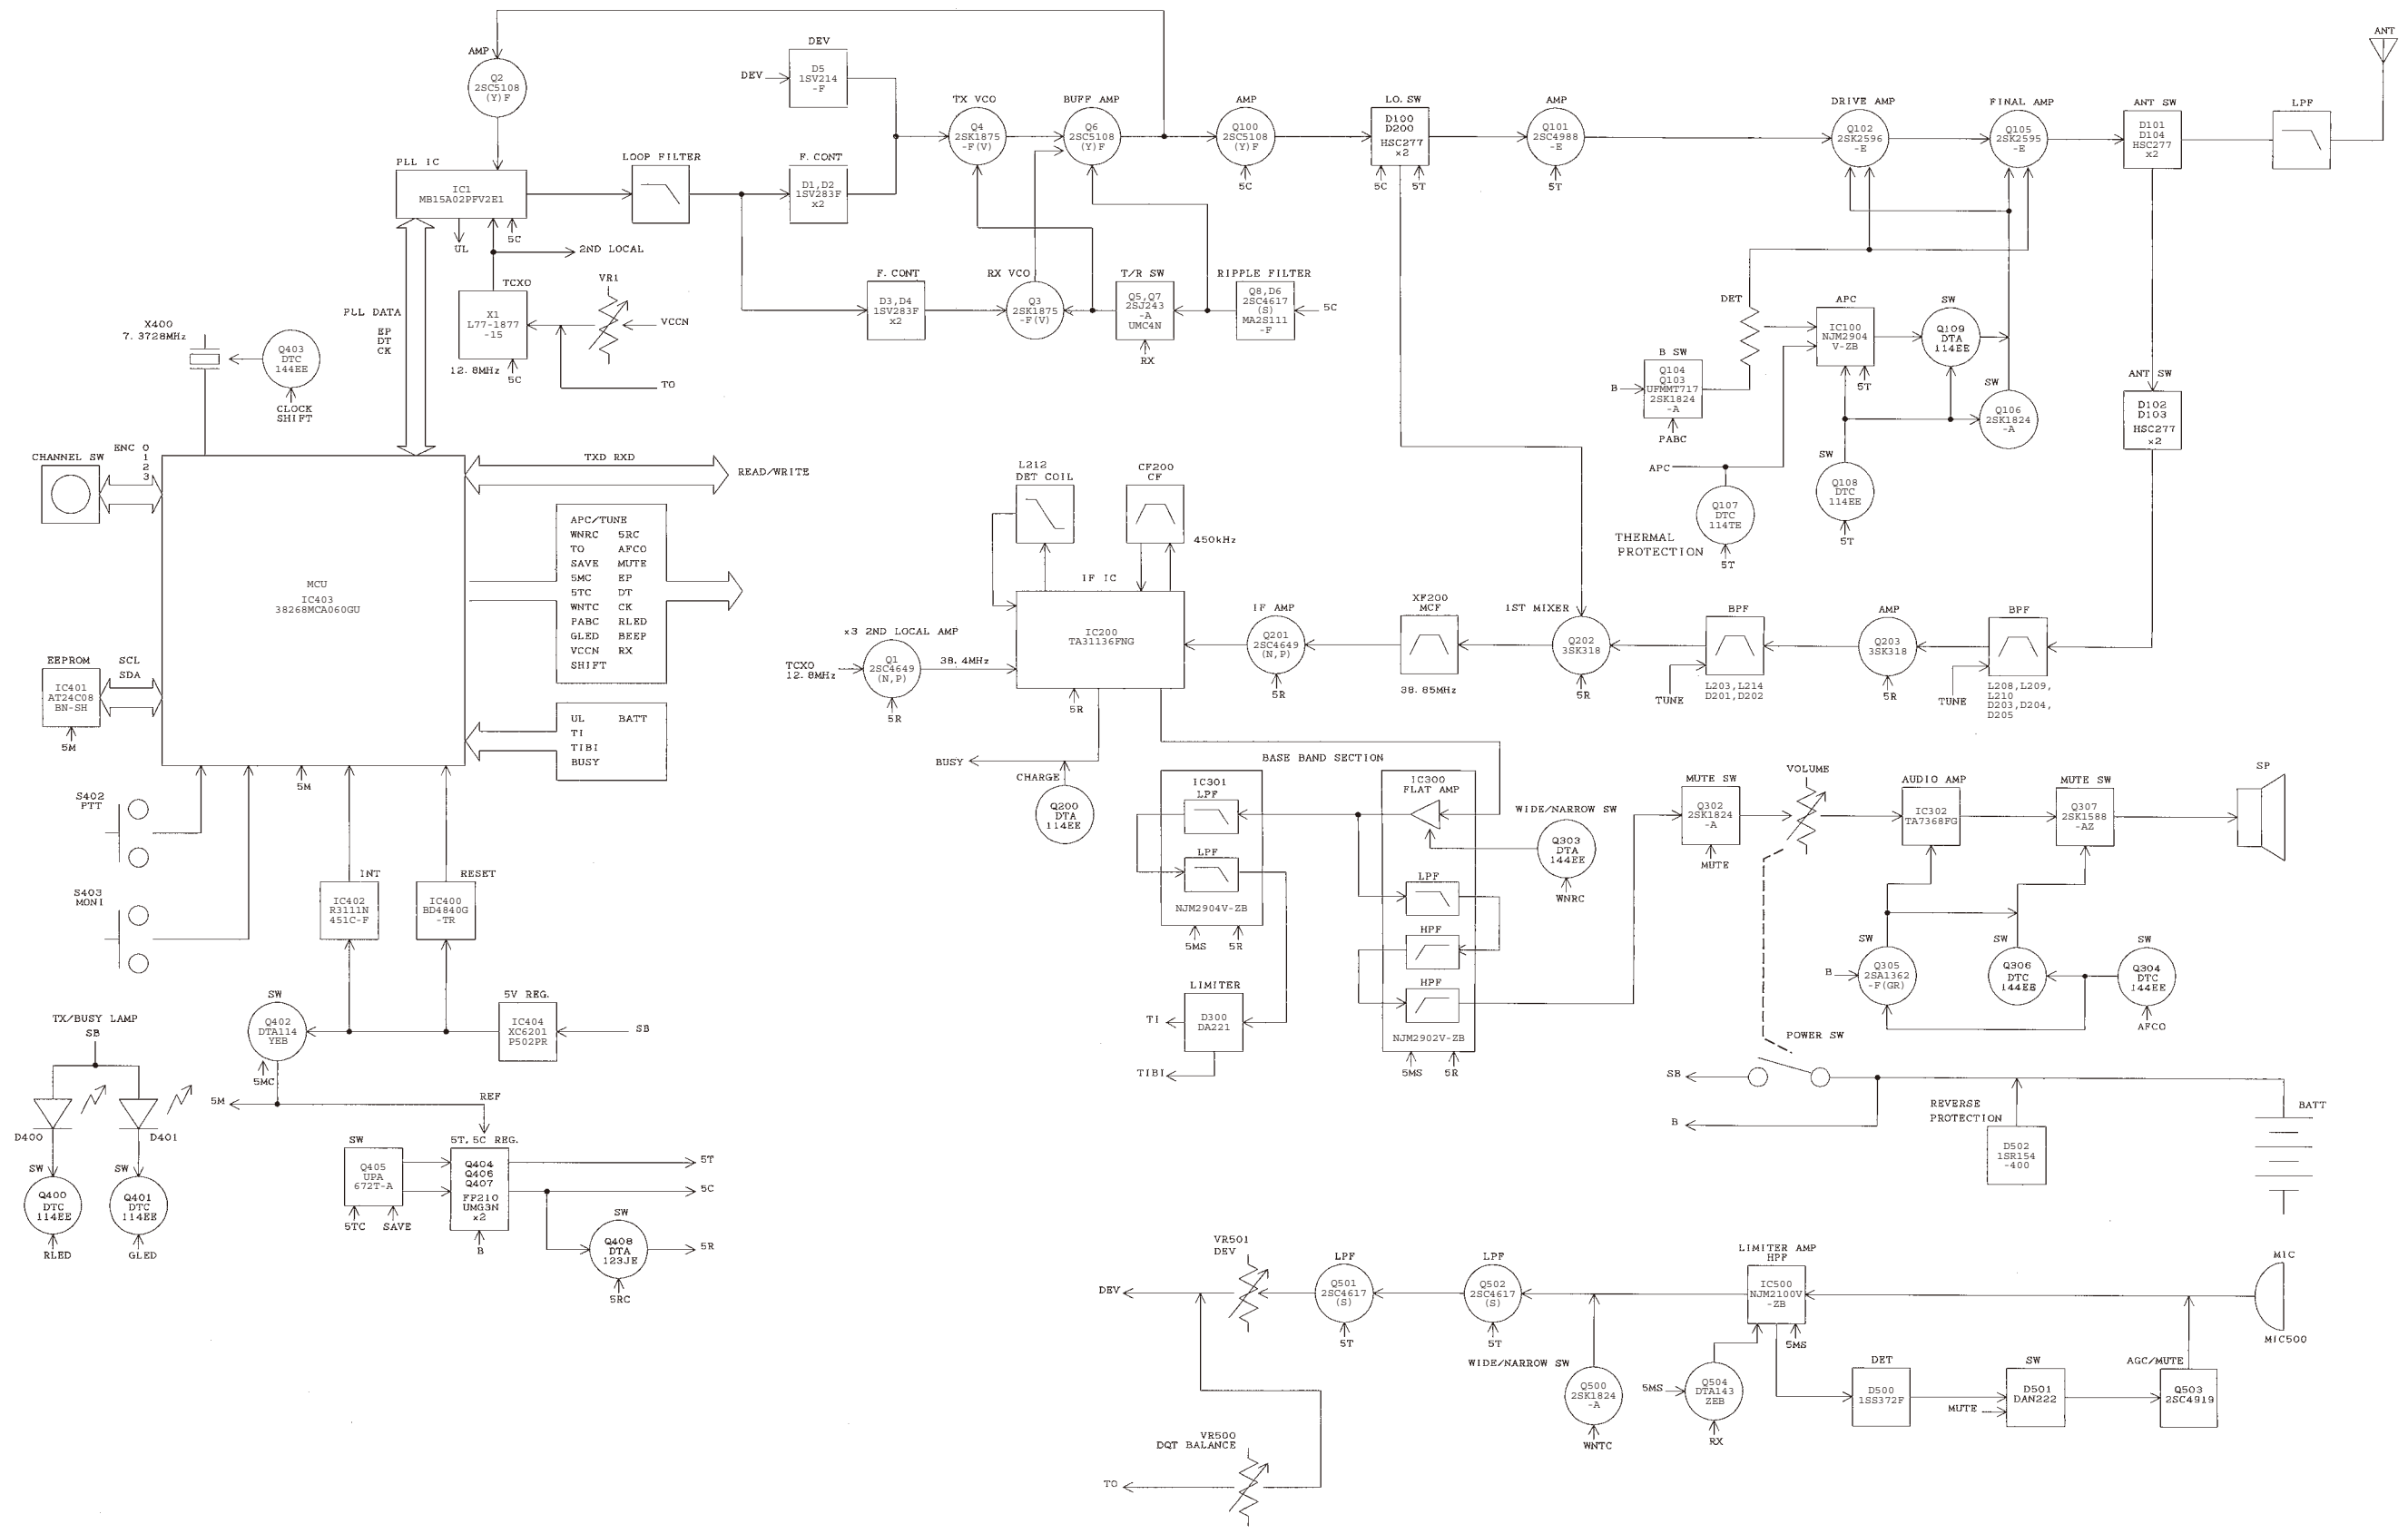 AMP
Q2
2SC5108
(Y)F
DEV
DEV
D5
1SV214
-F
TX VCO
Q4
2SK1875
-F(V)
BUFF AMP
Q6
2SC5108
(Y)F
AMP
Q100
2SC5108
(Y)F
5C
LO. SW
D100
D200
HSC277
x2
5C
5T
AMP
Q101
2SC4988
-E
5T
DRIVE AMP
Q102
2SK2596
-E
FINAL AMP
Q105
2SK2595
-E
ANT SW
D101
D104
HSC277
x2
LPF
ANT
PLL IC
IC1
MB15A02PFV2E1
UL
5C
2ND LOCAL
LOOP FILTER
F. CONT
D1, D2
1SV283F
x2
TCXO
X1
L77-1877
-15
12. 8MHz
5C
VR1
VCCN
TO
F. CONT
D3, D4
1SV283F
x2
RX VCO
Q3
2SK1875
-F(V)
T/R SW
Q5, Q7
2SJ243
-A
UMC4N
RX
RIPPLE FILTER
Q8, D6
2SC4617
(S)
MA2S111
-F
5C
DET
B SW
B
Q104
Q103
UFMMT717
2SK1824
-A
PABC
APC
IC100
NJM2904
V-ZB
5T
SW
Q109
DTA
114EE
SW
Q106
2SK1824
-A
SW
Q108
DTC
114EE
5T
APC
Q107
DTC
114TE
5T
THERMAL
PROTECTION
ANT SW
D102
D103
HSC277
x2
X400
7. 3728MHz
Q403
DTC
144EE
CLOCK
SHIFT
PLL DATA
EP
DT
CK
CHANNEL SW
ENC 0
1
2
3
MCU
IC403
38268MCA060GU
TXD RXD
READ/WRITE
APC/TUNE
WNRC 5RC
TO AFCO
SAVE MUTE
5MC EP
5TC DT
WNTC CK
PABC RLED
GLED BEEP
VCCN RX
SHIFT
UL BATT
TI
TIBI
BUSY
EEPROM
SCL
SDA
IC401
AT24C08
BN-SH
5M
5M
L212
DET COIL
CF200
CF
450kHz
IF IC
IC200
TA31136FNG
5R
x3 2ND LOCAL AMP
TCXO
12. 8MHz
Q1
2SC4649
(N, P)
38. 4MHz
5R
IF AMP
Q201
2SC4649
(N, P)
5R
XF200
MCF
38. 85MHz
1ST MIXER
Q202
3SK318
5R
BPF
TUNE
L203, L214
D201, D202
AMP
Q203
3SK318
5R
BPF
TUNE
L208, L209,
L210
D203, D204,
D205
BUSY
CHARGE
Q200
DTA
114EE
BASE BAND SECTION
IC301
LPF
LPF
NJM2904V-ZB
5MS
5R
IC300
FLAT AMP
LPF
HPF
HPF
NJM2902V-ZB
5MS
5R
WIDE/NARROW SW
Q303
DTA
144EE
WNRC
LIMITER
D300
DA221
TI
TIBI
MUTE SW
Q302
2SK1824
-A
MUTE
VOLUME
AUDIO AMP
IC302
TA7368FG
MUTE SW
Q307
2SK1588
-AZ
SP
SW
B
Q305
2SA1362
-F(GR)
SW
Q306
DTC
144EE
SW
Q304
DTC
144EE
AFCO
POWER SW
SB
B
REVERSE
PROTECTION
D502
1SR154
-400
BATT
S402
PTT
S403
MONI
INT
IC402
R3111N
451C-F
RESET
IC400
BD4840G
-TR
SW
Q402
DTA114
YEB
5MC
5V REG.
IC404
XC6201
P502PR
SB
5M
REF
TX/BUSY LAMP
SB
D400
D401
SW
Q400
DTC
114EE
RLED
SW
Q401
DTC
114EE
GLED
SW
Q405
UPA
672T-A
5TC
SAVE
5T, 5C REG.
Q404
Q406
Q407
FP210
UMG3N
x2
B
5T
5C
SW
Q408
DTA
123JE
5R
5RC
DEV
VR501
DEV
LPF
Q501
2SC4617
(S)
5T
LPF
Q502
2SC4617
(S)
5T
LIMITER AMP
HPF
IC500
NJM2100V
-ZB
5MS
MIC
MIC500
WIDE/NARROW SW
Q500
2SK1824
-A
WNTC
5MS
Q504
DTA143
ZEB
RX
DET
D500
1SS372F
SW
D501
DAN222
MUTE
AGC/MUTE
Q503
2SC4919
VR500
DQT BALANCE
TO